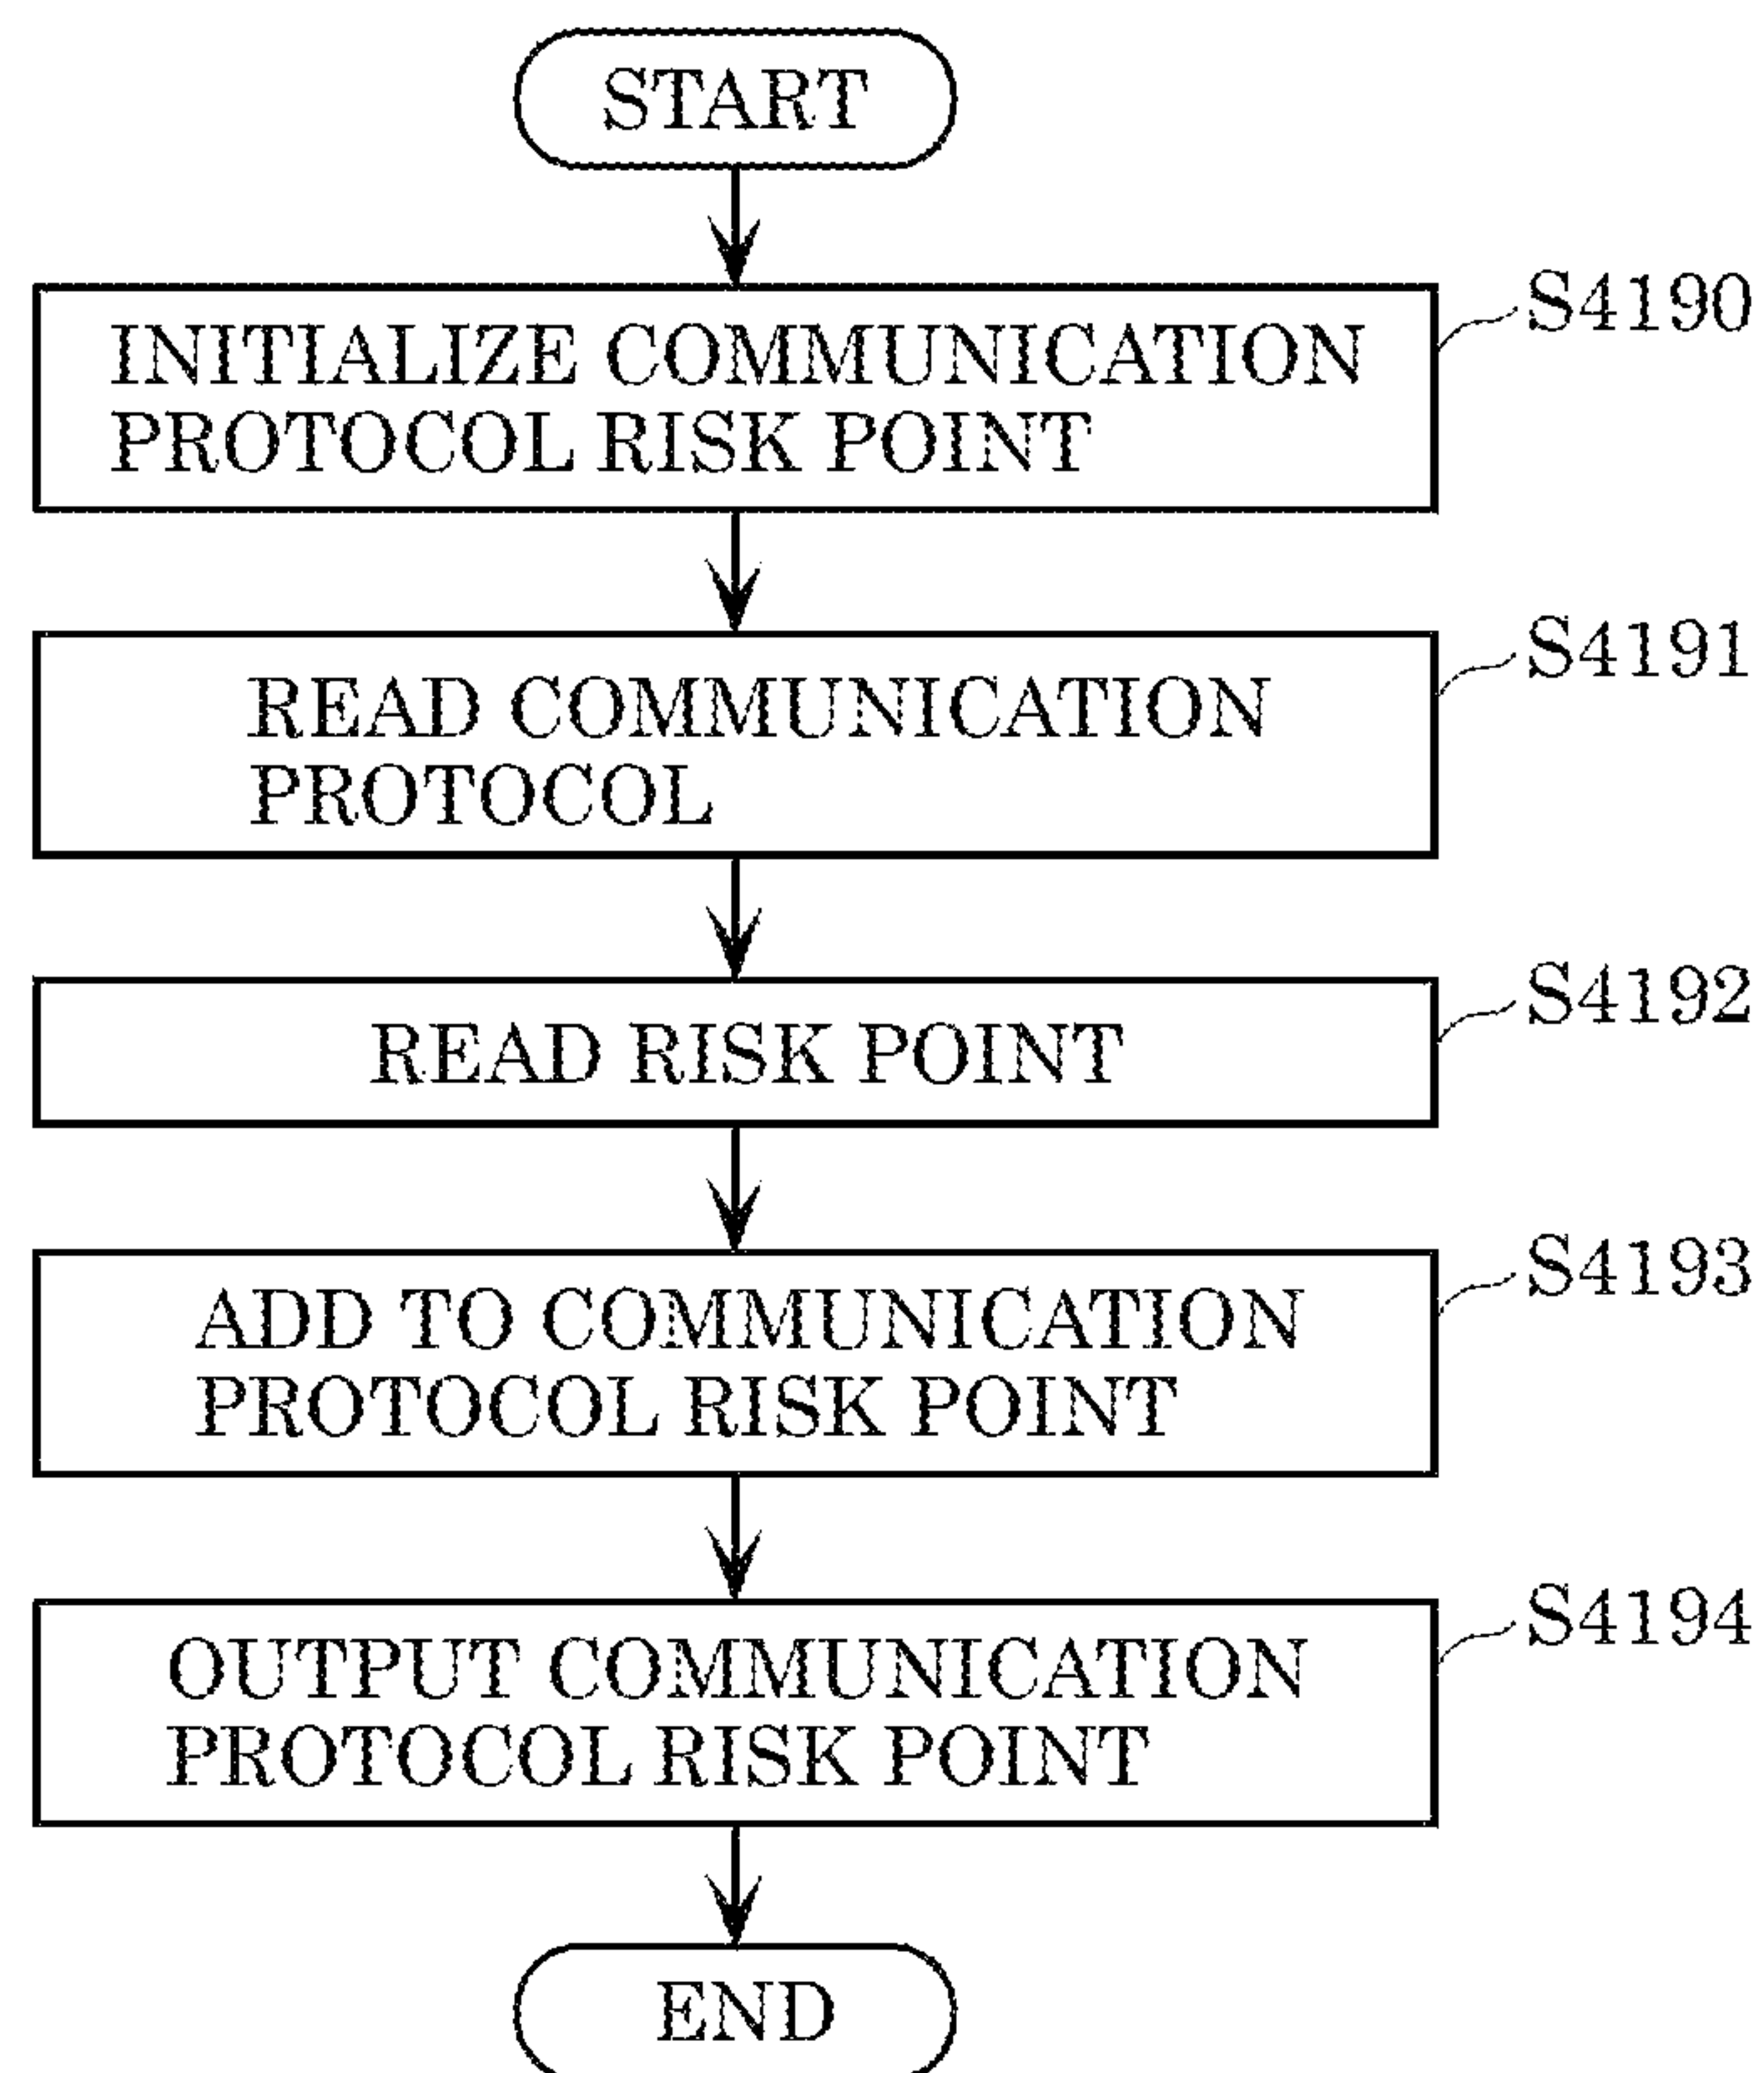 START
INITIALIZE COMMUNICATION
PROTOCOL RISK POINT
S4190
READ COMMUNICATION
PROTOCOL
S4191
READ RISK POINT
S4192
ADD TO COMMUNICATION
PROTOCOL RISK POINT
S4193
OUTPUT COMMUNICATION
PROTOCOL RISK POINT
S4194
END